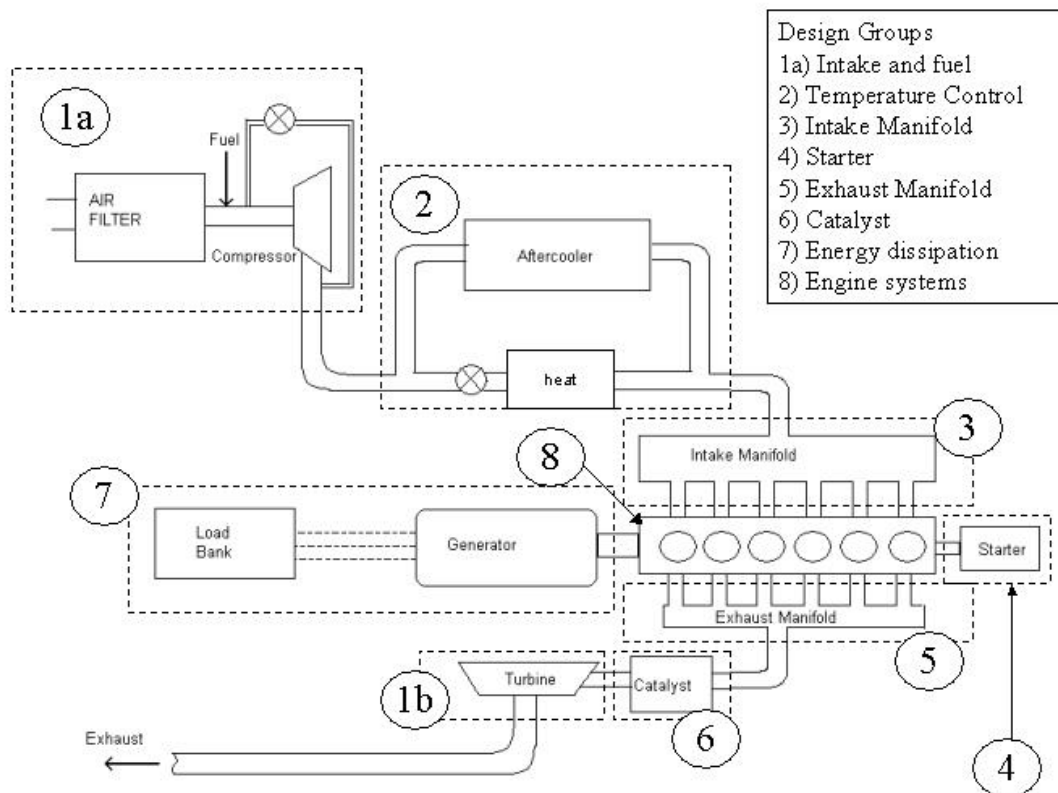 Design Groups
1a) Intake and fuel
2) Temperature Control
3) Intake Manifold
4) Starter
5) Exhaust Manifold
6) Catalyst
7) Energy dissipation
8) Engine systems
1a
Fuel
AIR
FILTER
Compressor
2
Aftercooler
heat
3
Intake Manifold
8
7
Load
Bank
Generator
Starter
Exhaust Manifold
5
1b
Turbine
Catalyst
6
4
Exhaust